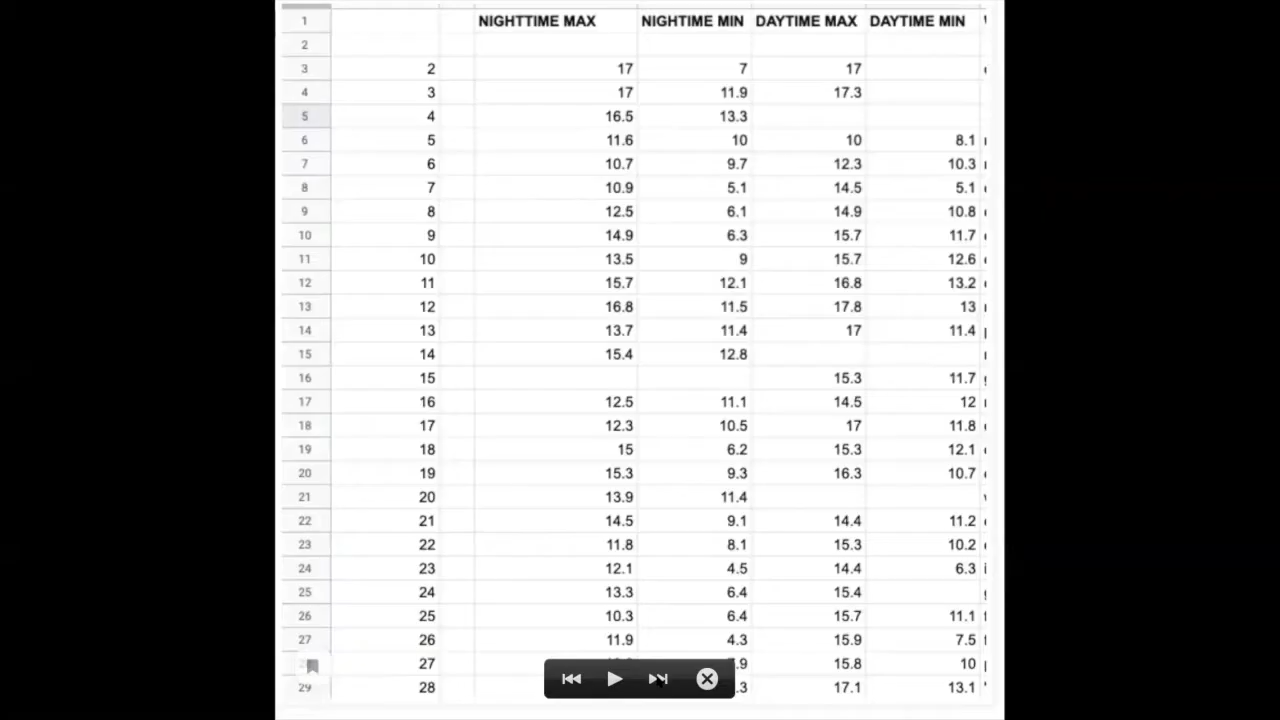 1 NIGHTTIME MAX NIGHTIME MIN DAYTIME MAX DAYTIME MIN
2
3 2 17 7 17
4 3 17 11.9 17.3
5 4 16.5 13.3
6 5 11.6 10 10 8.1
7 6 10.7 9.7 12.3 10.3
8 7 10.9 5.1 14.5 5.1
9 8 12.5 6.1 14.9 10.8
10 9 14.9 6.3 15.7 11.7
11 10 13.5 9 15.7 12.6
12 11 15.7 12.1 16.8 13.2
13 12 16.8 11.5 17.8 13
14 13 13.7 11.4 17 11.4
15 14 15.4 12.8
16 15 15.3 11.7
17 16 12.5 11.1 14.5 12
18 17 12.3 10.5 17 11.8
19 18 15 6.2 15.3 12.1
20 19 15.3 9.3 16.3 10.7
21 20 13.9 11.4
22 21 14.5 9.1 14.4 11.2
23 22 11.8 8.1 15.3 10.2
24 23 12.1 4.5 14.4 6.3
25 24 13.3 6.4 15.4
26 25 10.3 6.4 15.7 11.1
27 26 11.9 4.3 15.9 7.5
27 15.8 10
29 28 17.1 13.1